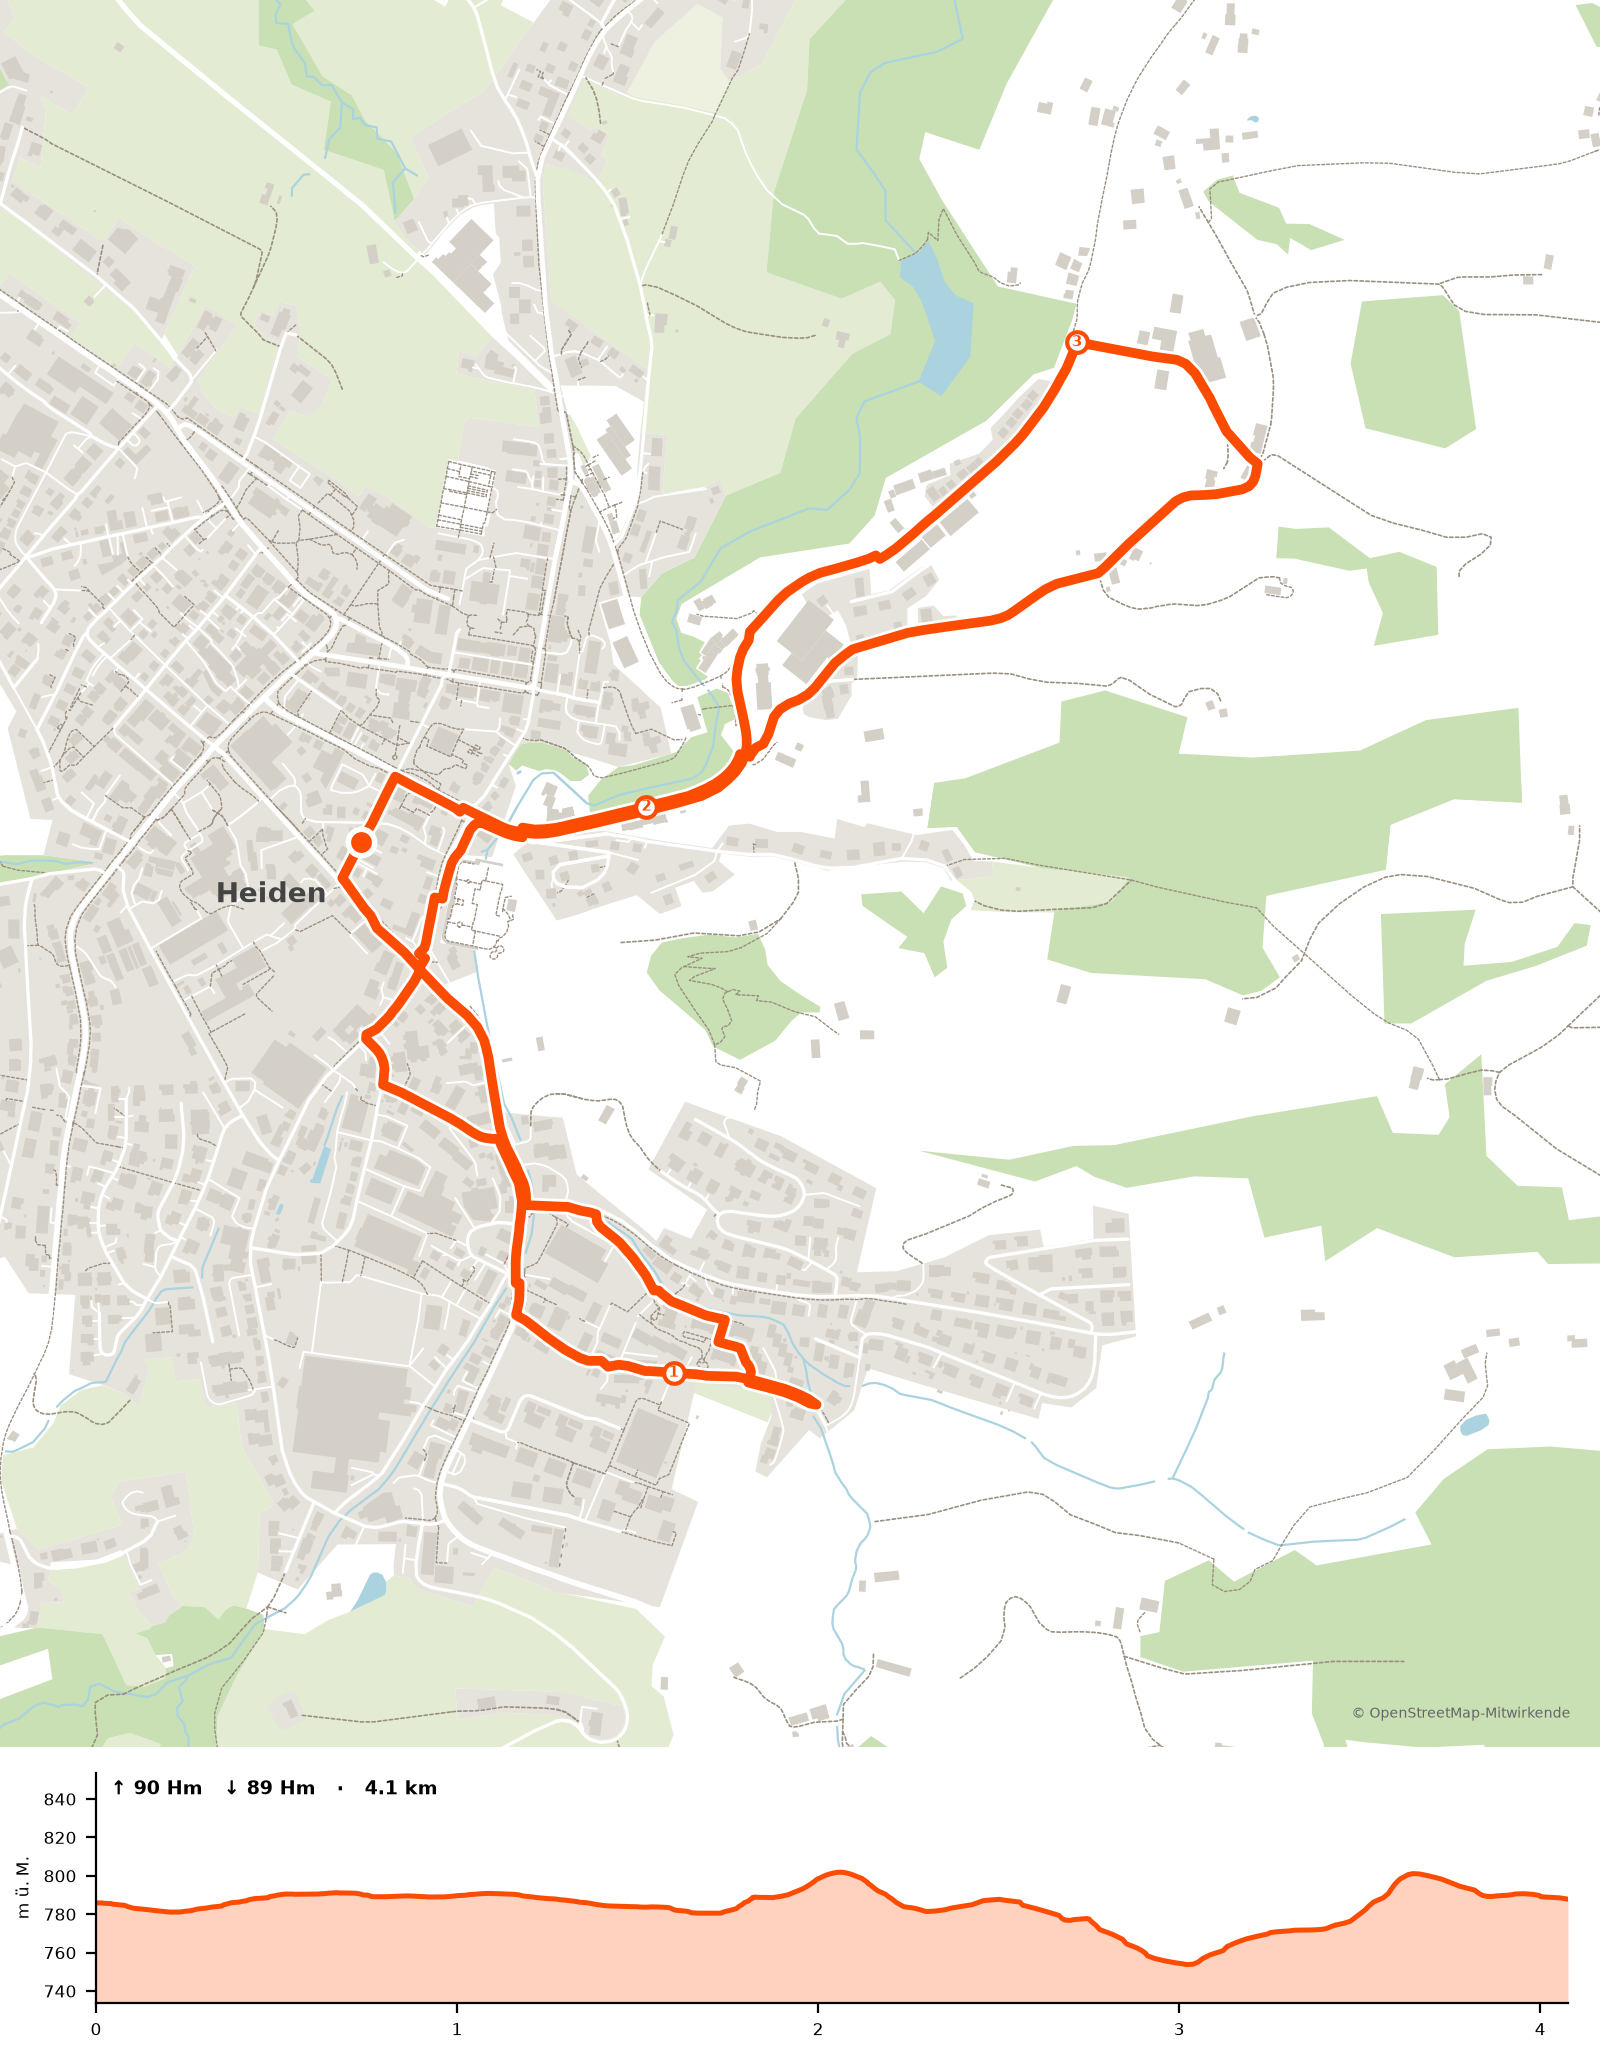 3
2
Heiden
1
© OpenStreetMap-Mitwirkende
↑ 90 Hm ↓ 89 Hm · 4.1 km
m ü. M.
840
820
800
780
760
740
0 1 2 3 4